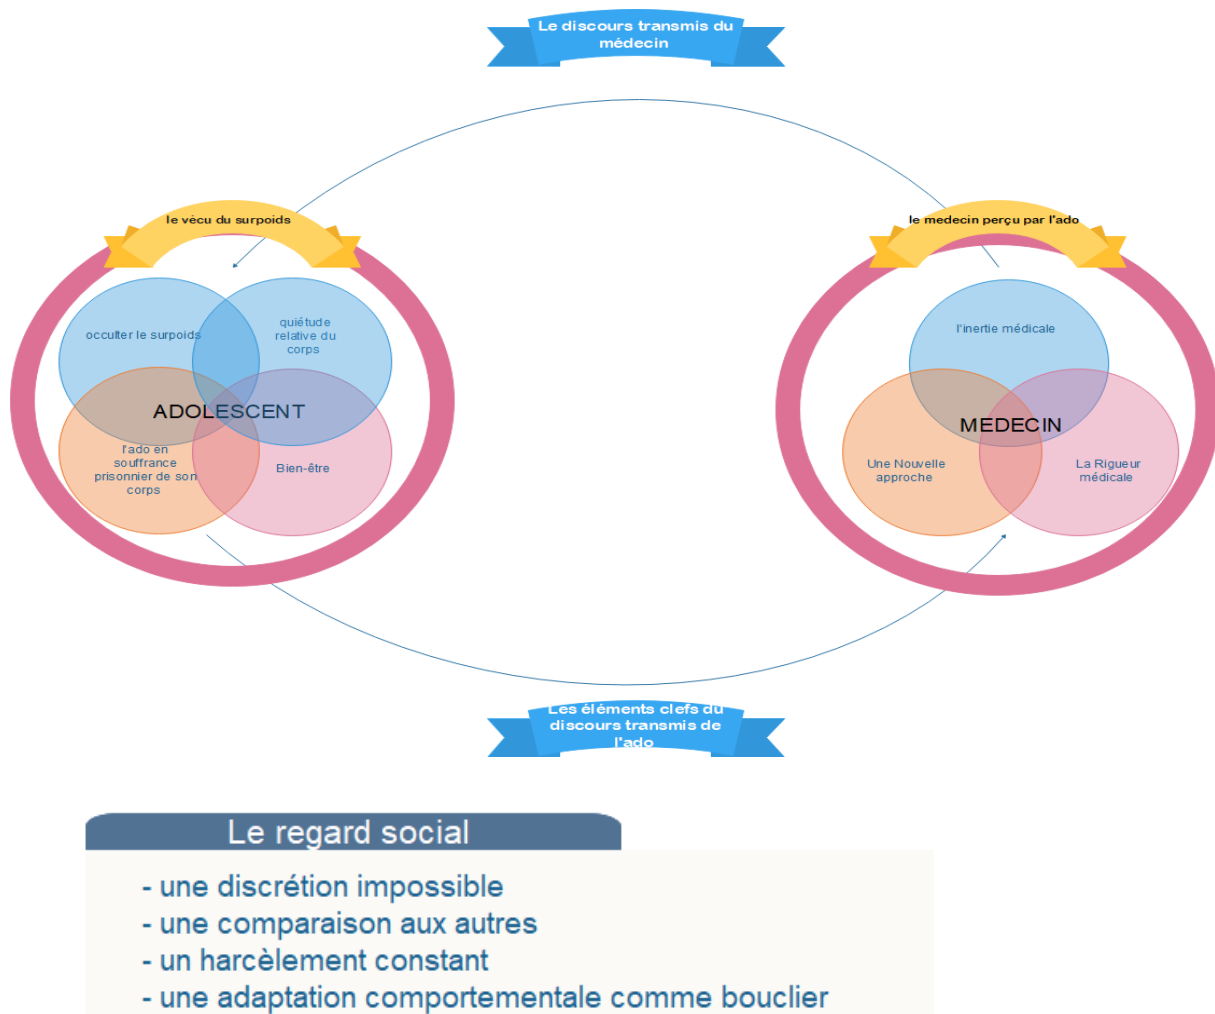 Le discours transmis du
médecin
le vécu du surpoids
le medecin perçu par l'ado
occulter le surpoids
quiétude
relative du
corps
ADOLESCENT
l'ado en
souffrance
prisonnier de son
corps
Bien-être
l'inertie médicale
MEDECIN
Une Nouvelle
approche
La Rigueur
médicale
Les éléments clefs du
discours transmis de
l'ado
Le regard social
- une discrétion impossible
- une comparaison aux autres
- un harcèlement constant
- une adaptation comportementale comme bouclier